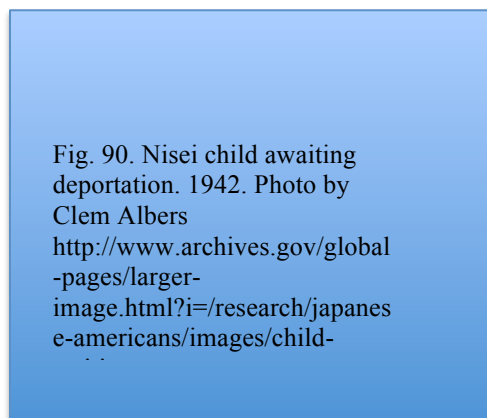 Fig. 90. Nisei child awaiting
deportation. 1942. Photo by
Clem Albers
http://www.archives.gov/global
-pages/larger-
image.html?i=/research/japanes
e-americans/images/child-